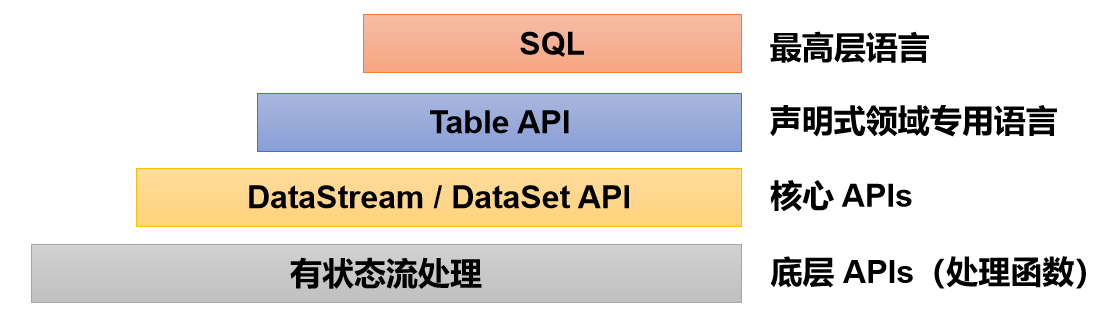 SQL 最高层语言
Table API 声明式领域专用语言
DataStream / DataSet API 核心 APIs
有状态流处理 底层 APIs（处理函数）